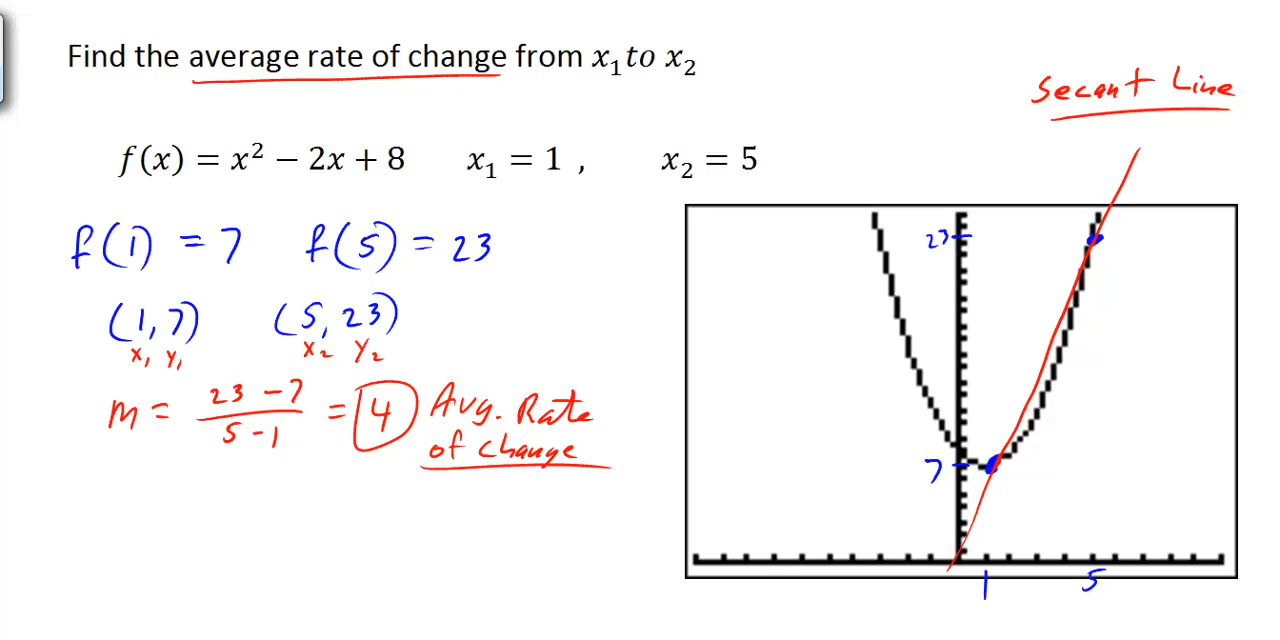 Find the average rate of change from x₁ to x₂
Secant Line
f(x) = x² − 2x + 8 x₁ = 1 , x₂ = 5
f(1) = 7 f(5) = 23
(1, 7) (5, 23)
x₁ y₁ x₂ y₂
m = (23 − 7)/(5 − 1) = 4 Avg. Rate
of Change
23
7
1 5